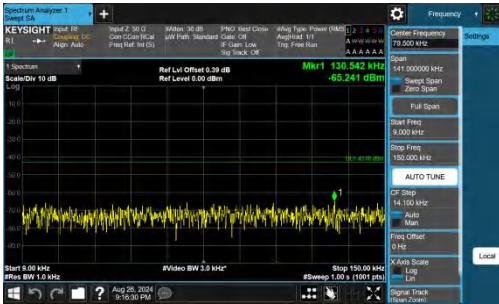 Spectrum Analyzer 1
Swept SA
+
Frequency
Settings
KEYSIGHT
Input: RF
Coupling: DC
Align: Auto
Input Z: 50 Ω
Corr CCorr RCal
Freq Ref: Int (S)
#Atten: 30 dB
µW Path: Standard
PNO: Best Close
Gate: Off
IF Gain: Low
Sig Track: Off
#Avg Type: Power (RMS)
Avg|Hold: 1/1
Trig: Free Run
1 2 3 4 5 6
A W W W W W
A A A A A A
1 Spectrum
Scale/Div 10 dB
Log
Ref Lvl Offset 0.39 dB
Ref Level 0.00 dBm
Mkr1 130.542 kHz
-65.241 dBm
1
Start 9.00 kHz
#Res BW 1.0 kHz
#Video BW 3.0 kHz*
Stop 150.00 kHz
#Sweep 1.00 s (1001 pts)
Center Frequency
79.500 kHz
Span
141.000000 kHz
Swept Span
Zero Span
Full Span
Start Freq
9.000 kHz
Stop Freq
150.000 kHz
AUTO TUNE
CF Step
14.100 kHz
Auto
Man
Freq Offset
0 Hz
X Axis Scale
Log
Lin
Signal Track
(Span Zoom)
Local
?
Aug 26, 2024
9:16:30 PM